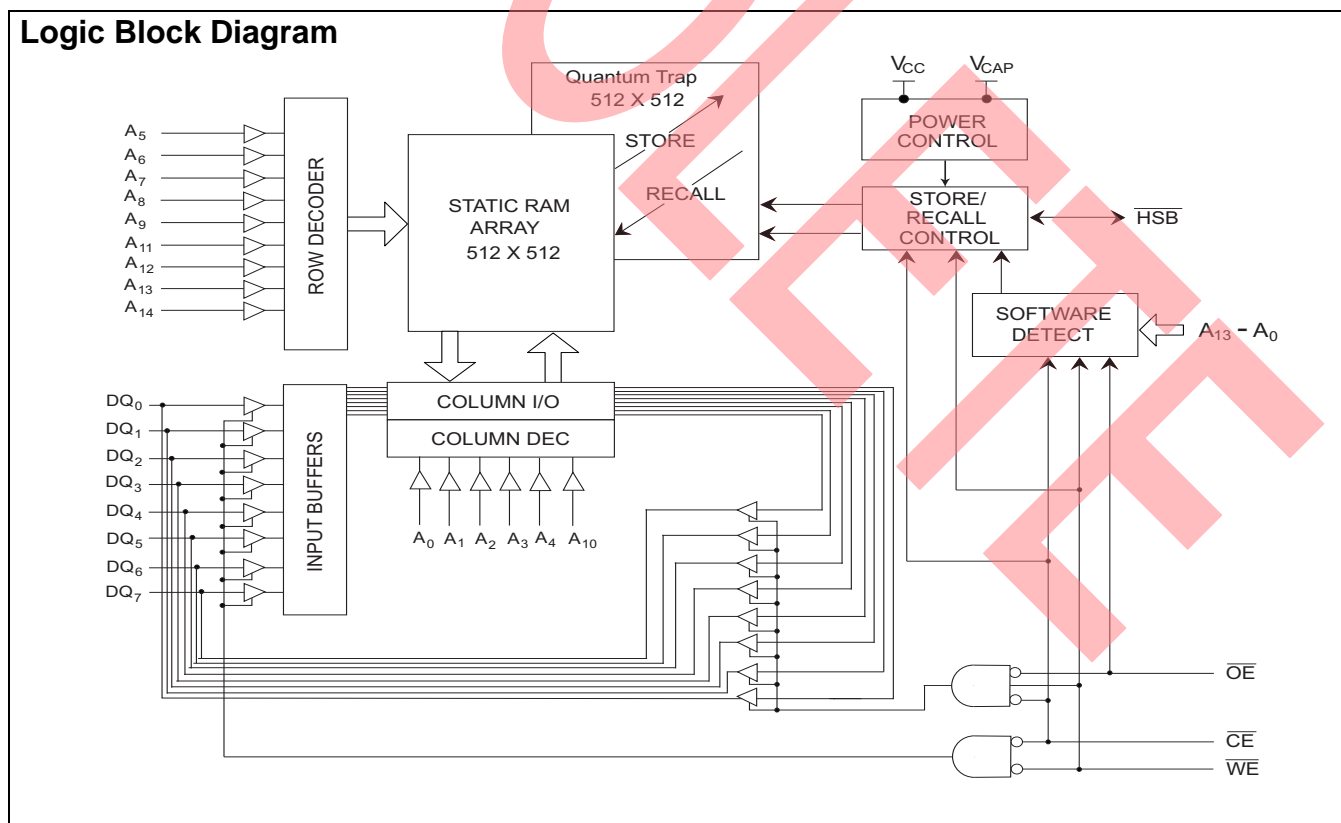 Logic Block Diagram
Quantum Trap
512 X 512
STORE
RECALL
V_CC
V_CAP
POWER
CONTROL
A5
A6
A7
A8
A9
A11
A12
A13
A14
ROW DECODER
STATIC RAM
ARRAY
512 X 512
STORE/
RECALL
CONTROL
HSB
SOFTWARE
DETECT
A13 – A0
DQ0
DQ1
DQ2
DQ3
DQ4
DQ5
DQ6
DQ7
INPUT BUFFERS
COLUMN I/O
COLUMN DEC
A0 A1 A2 A3 A4 A10
OE
CE
WE